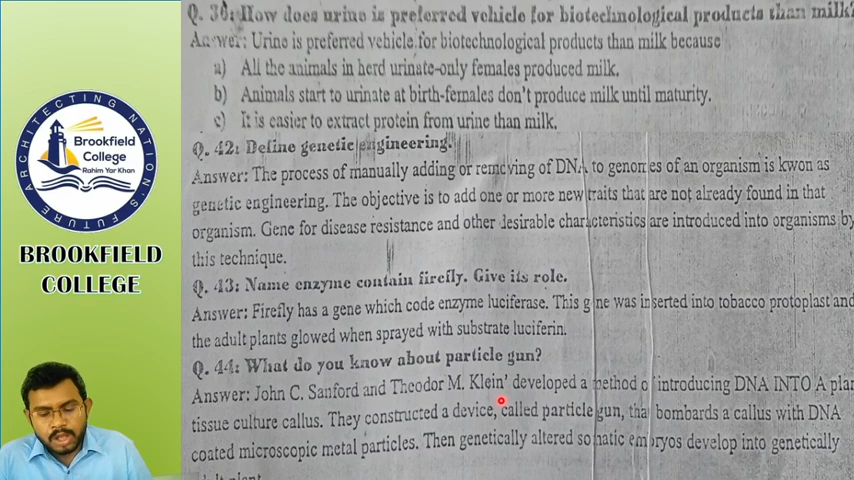 ARCHITECTING NATION'S FUTURE
Brookfield
College
Rahim Yar Khan
BROOKFIELD
COLLEGE
Q. 36: How does urine is preferred vehicle for biotechnological products than milk?
Answer: Urine is preferred vehicle for biotechnological products than milk because
a) All the animals in herd urinate-only females produced milk.
b) Animals start to urinate at birth-females don't produce milk until maturity.
c) It is easier to extract protein from urine than milk.
Q. 42: Define genetic engineering.
Answer: The process of manually adding or removing of DNA to genomes of an organism is kwon as
genetic engineering. The objective is to add one or more new traits that are not already found in that
organism. Gene for disease resistance and other desirable characteristics are introduced into organisms by
this technique.
Q. 43: Name enzyme contain firefly. Give its role.
Answer: Firefly has a gene which code enzyme luciferase. This gene was inserted into tobacco protoplast and
the adult plants glowed when sprayed with substrate luciferin.
Q. 44: What do you know about particle gun?
Answer: John C. Sanford and Theodor M. Klein' developed a method of introducing DNA INTO A plan
tissue culture callus. They constructed a device, called particle gun, that bombards a callus with DNA
coated microscopic metal particles. Then genetically altered somatic embryos develop into genetically